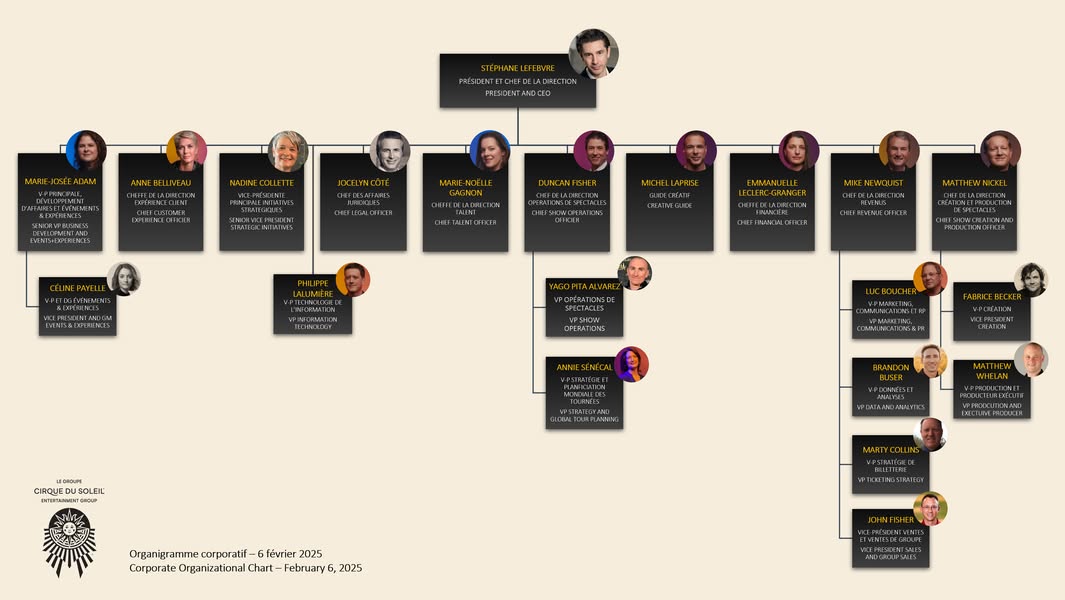 STÉPHANE LEFEBVRE
PRÉSIDENT ET CHEF DE LA DIRECTION
PRESIDENT AND CEO
MARIE-JOSÉE ADAM
V-P PRINCIPALE,
DÉVELOPPEMENT
D'AFFAIRES ET ÉVÉNEMENTS
& EXPÉRIENCES
SENIOR VP BUSINESS
DEVELOPMENT AND
EVENTS+EXPERIENCES
ANNE BELLIVEAU
CHEFFE DE LA DIRECTION
EXPÉRIENCE CLIENT
CHIEF CUSTOMER
EXPERIENCE OFFICER
NADINE COLLETTE
VICE-PRÉSIDENTE
PRINCIPALE INITIATIVES
STRATEGIQUES
SENIOR VICE PRESIDENT
STRATEGIC INITIATIVES
JOCELYN CÔTÉ
CHEF DES AFFAIRES
JURIDIQUES
CHIEF LEGAL OFFICER
MARIE-NOËLLE
GAGNON
CHEFFE DE LA DIRECTION
TALENT
CHIEF TALENT OFFICER
DUNCAN FISHER
CHEF DE LA DIRECTION
OPERATIONS DE SPECTACLES
CHIEF SHOW OPERATIONS
OFFICIER
MICHEL LAPRISE
GUIDE CRÉATIF
CREATIVE GUIDE
EMMANUELLE
LECLERC-GRANGER
CHEFFE DE LA DIRECTION
FINANCIÈRE
CHIEF FINANCIAL OFFICER
MIKE NEWQUIST
CHEF DE LA DIRECTION
REVENUS
CHIEF REVENUE OFFICER
MATTHEW NICKEL
CHEF DE LA DIRECTION
CRÉATION ET PRODUCTION
DE SPECTACLES
CHIEF SHOW CREATION AND
PRODUCTION OFFICER
CÉLINE PAYELLE
V-P ET DG ÉVÉNEMENTS
& EXPÉRIENCES
VICE PRESIDENT AND GM
EVENTS & EXPERIENCES
PHILIPPE
LALUMIÈRE
V-P TECHNOLOGIE DE
L'INFORMATION
VP INFORMATION
TECHNOLOGY
YAGO PITA ALVAREZ
VP OPÉRATIONS DE
SPECTACLES
VP SHOW
OPERATIONS
ANNIE SÉNÉCAL
V-P STRATÉGIE ET
PLANFICIATION
MONDIALE DES
TOURNÉES
VP STRATEGY AND
GLOBAL TOUR PLANNING
LUC BOUCHER
V-P MARKETING,
COMMUNICATIONS ET RP
VP MARKETING,
COMMUNICATIONS & PR
BRANDON
BUSER
V-P DONNÉES ET
ANALYSES
VP DATA AND ANALYTICS
MARTY COLLINS
V-P STRATÉGIE DE
BILLETTERIE
VP TICKETING STRATEGY
JOHN FISHER
VICE-PRÉSIDENT VENTES
ET VENTES DE GROUPE
VICE PRESIDENT SALES
AND GROUP SALES
FABRICE BECKER
V-P CRÉATION
VICE PRESIDENT
CREATION
MATTHEW
WHELAN
V-P PRODUCTION ET
PRODUCTEUR EXÉCUTIF
VP PRODCUTION AND
EXECTUIVE PRODUCER
LE GROUPE
CIRQUE DU SOLEIL
ENTERTAINMENT GROUP
Organigramme corporatif – 6 février 2025
Corporate Organizational Chart – February 6, 2025